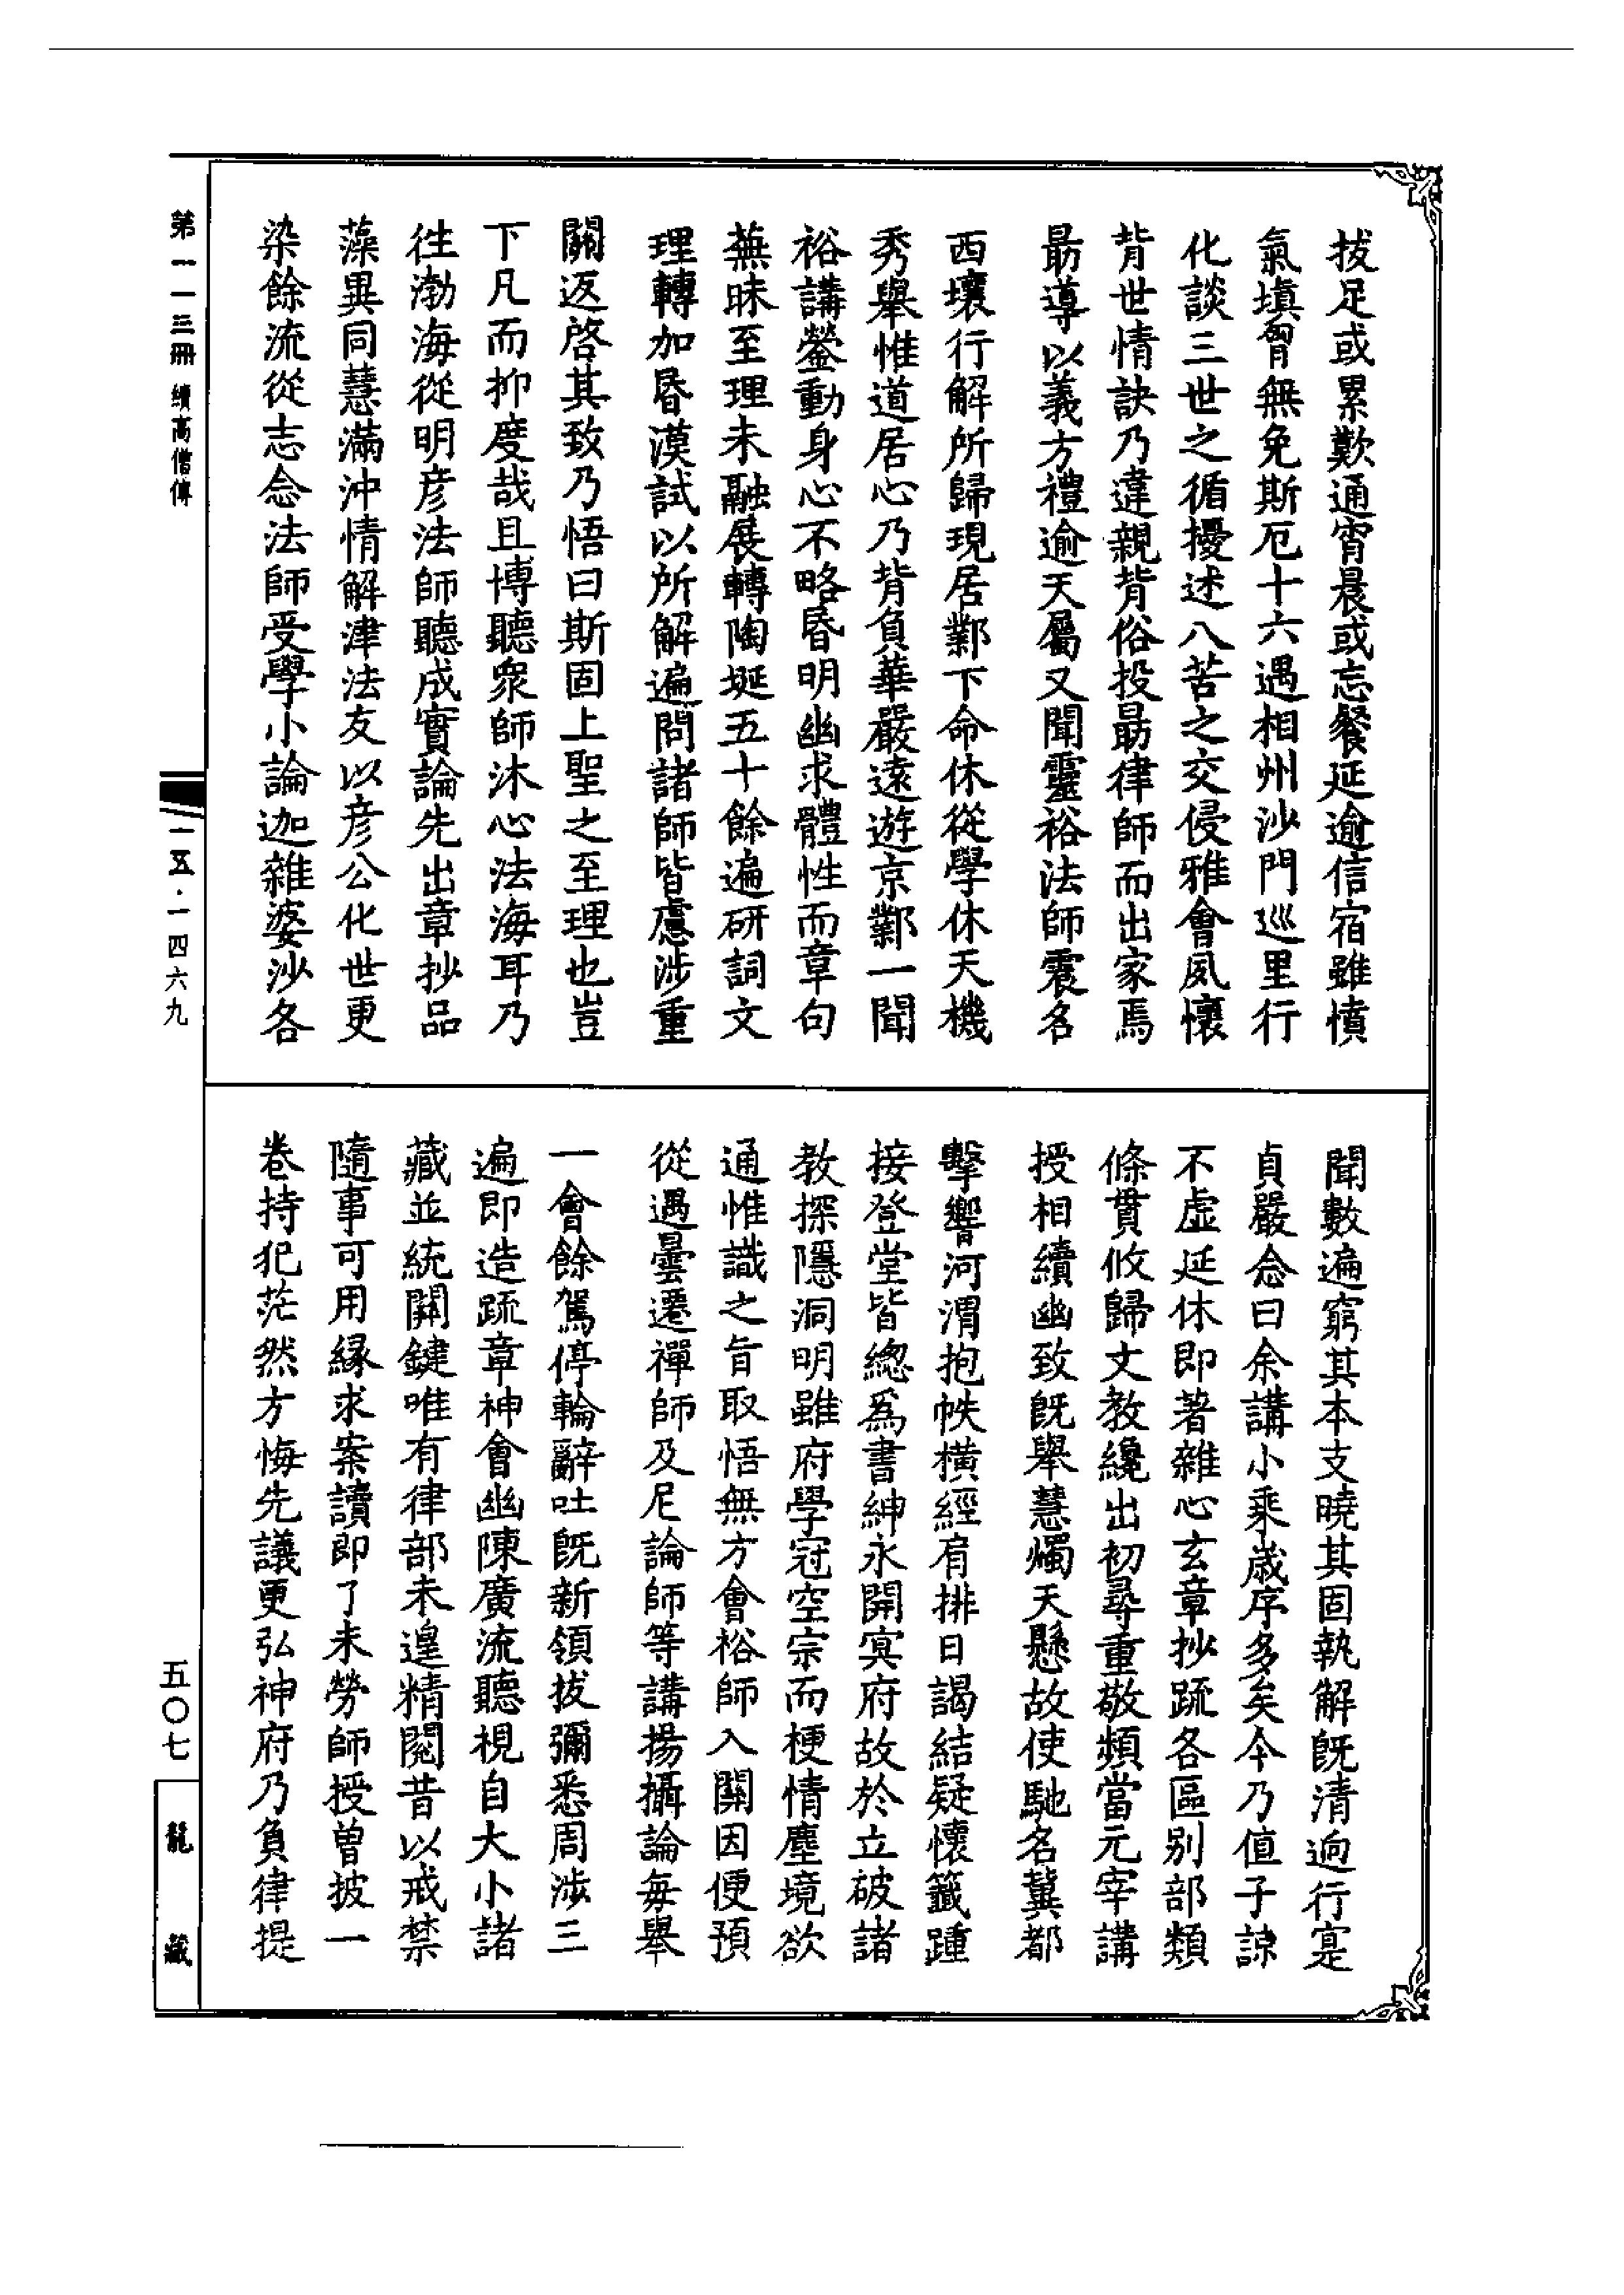 拔足或累歎通宵晨或忘餐延逾信宿雖憤
氣塡胷無免斯厄十六遇相州沙門巡里行
化談三世之循擾述八苦之交侵雅會夙懷
背世情訣乃違親背俗投勗律師而出家焉
勗導以義方禮逾天屬又聞靈裕法師震名
西壤行解所歸現居鄴下命休從學休天機
秀舉惟道居心乃背負華嚴遠遊京鄴一聞
裕講鎣動身心不略昏明幽求體性而章句
蕪昧至理未融展轉陶埏五十餘遍研詞文
理轉加昏漠試以所解遍問諸師皆慮涉重
關返啓其致乃悟曰斯固上聖之至理也豈
下凡而抑度哉且博聽衆師沐心法海耳乃
徃渤海從明彦法師聽成實論先出章抄品
藻異同慧滿沖情解津法友以彦公化世更
染餘流從志念法師受學小論迦雜婆沙各
聞數遍窮其本支曉其固執解旣清逈行寔
貞嚴念曰余講小乘歲序多矣今乃値子諒
不虛延休即著雜心玄章抄䟽各區别部類
條貫攸歸文教纔出初尋重敬頻當元宰講
授相續幽致旣舉慧燭天懸故使馳名冀都
擊響河渭抱帙橫經肩排日謁結疑懷籤踵
接登堂皆總爲書紳永開㝠府故於立破諸
教探隱洞明雖府學冠空宗而梗情塵境欲
通惟識之旨取悟無方會裕師入關因便預
從遇曇遷禪師及尼論師等講揚攝論每舉
一會餘駕停輪辭吐旣新領拔彌悉周涉三
遍即造䟽章神會幽陳廣流聽視自大小諸
藏並統關鍵唯有律部未遑精閱昔以戒禁
隨事可用縁求案讀即了未勞師授曾披一
卷持犯茫然方悔先議更弘神府乃負律提
第一一三冊 續高僧傳
一五·一四六九
五〇七
龍藏